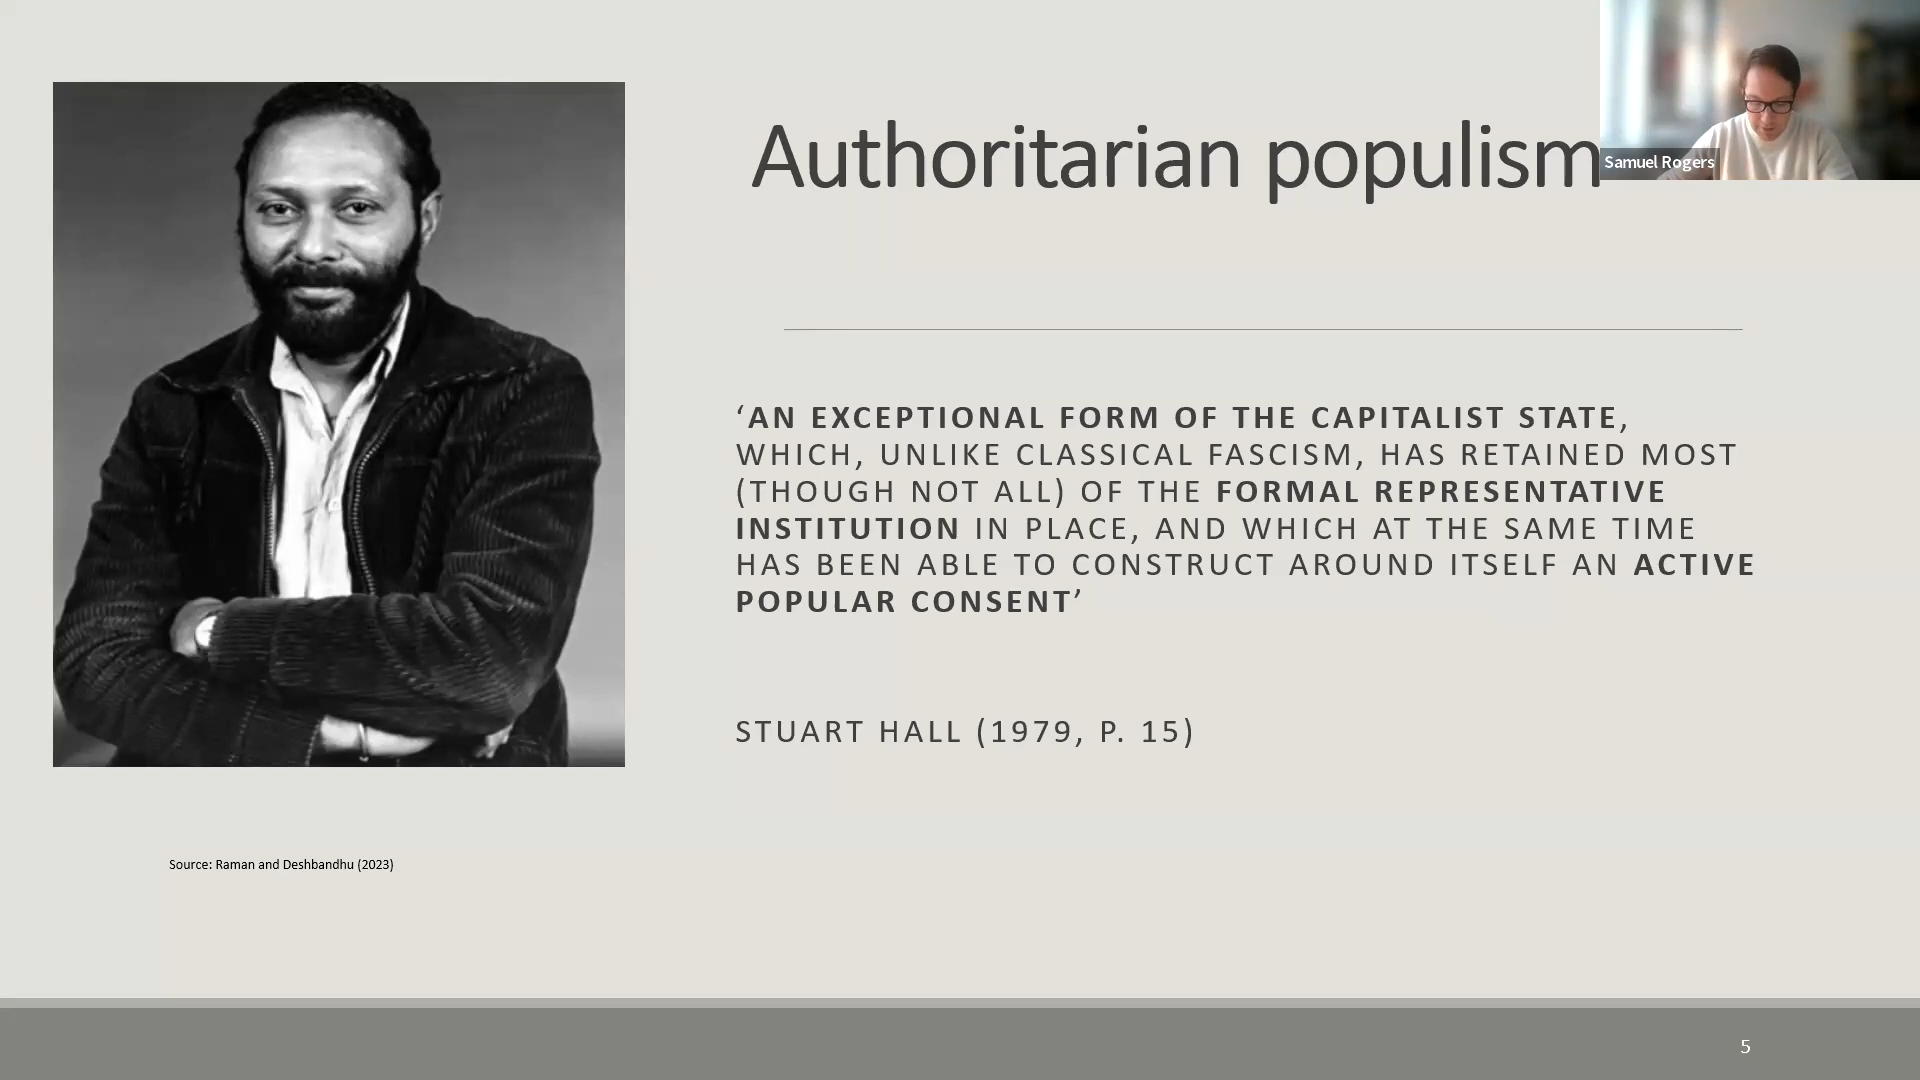 Authoritarian populism
Samuel Rogers
‘AN EXCEPTIONAL FORM OF THE CAPITALIST STATE,
WHICH, UNLIKE CLASSICAL FASCISM, HAS RETAINED MOST
(THOUGH NOT ALL) OF THE FORMAL REPRESENTATIVE
INSTITUTION IN PLACE, AND WHICH AT THE SAME TIME
HAS BEEN ABLE TO CONSTRUCT AROUND ITSELF AN ACTIVE
POPULAR CONSENT’
STUART HALL (1979, P. 15)
Source: Raman and Deshbandhu (2023)
5